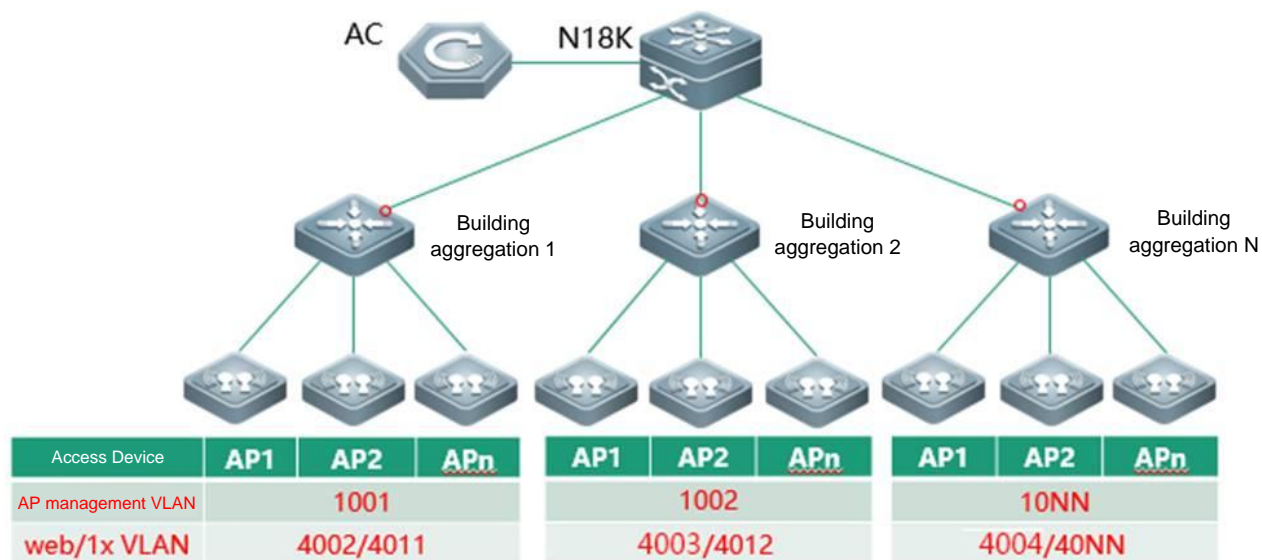 AC
N18K
Building
aggregation 1
Building
aggregation 2
Building
aggregation N
Access Device AP1 AP2 APn AP1 AP2 APn AP1 AP2 APn
AP management VLAN 1001 1002 10NN
web/1x VLAN 4002/4011 4003/4012 4004/40NN